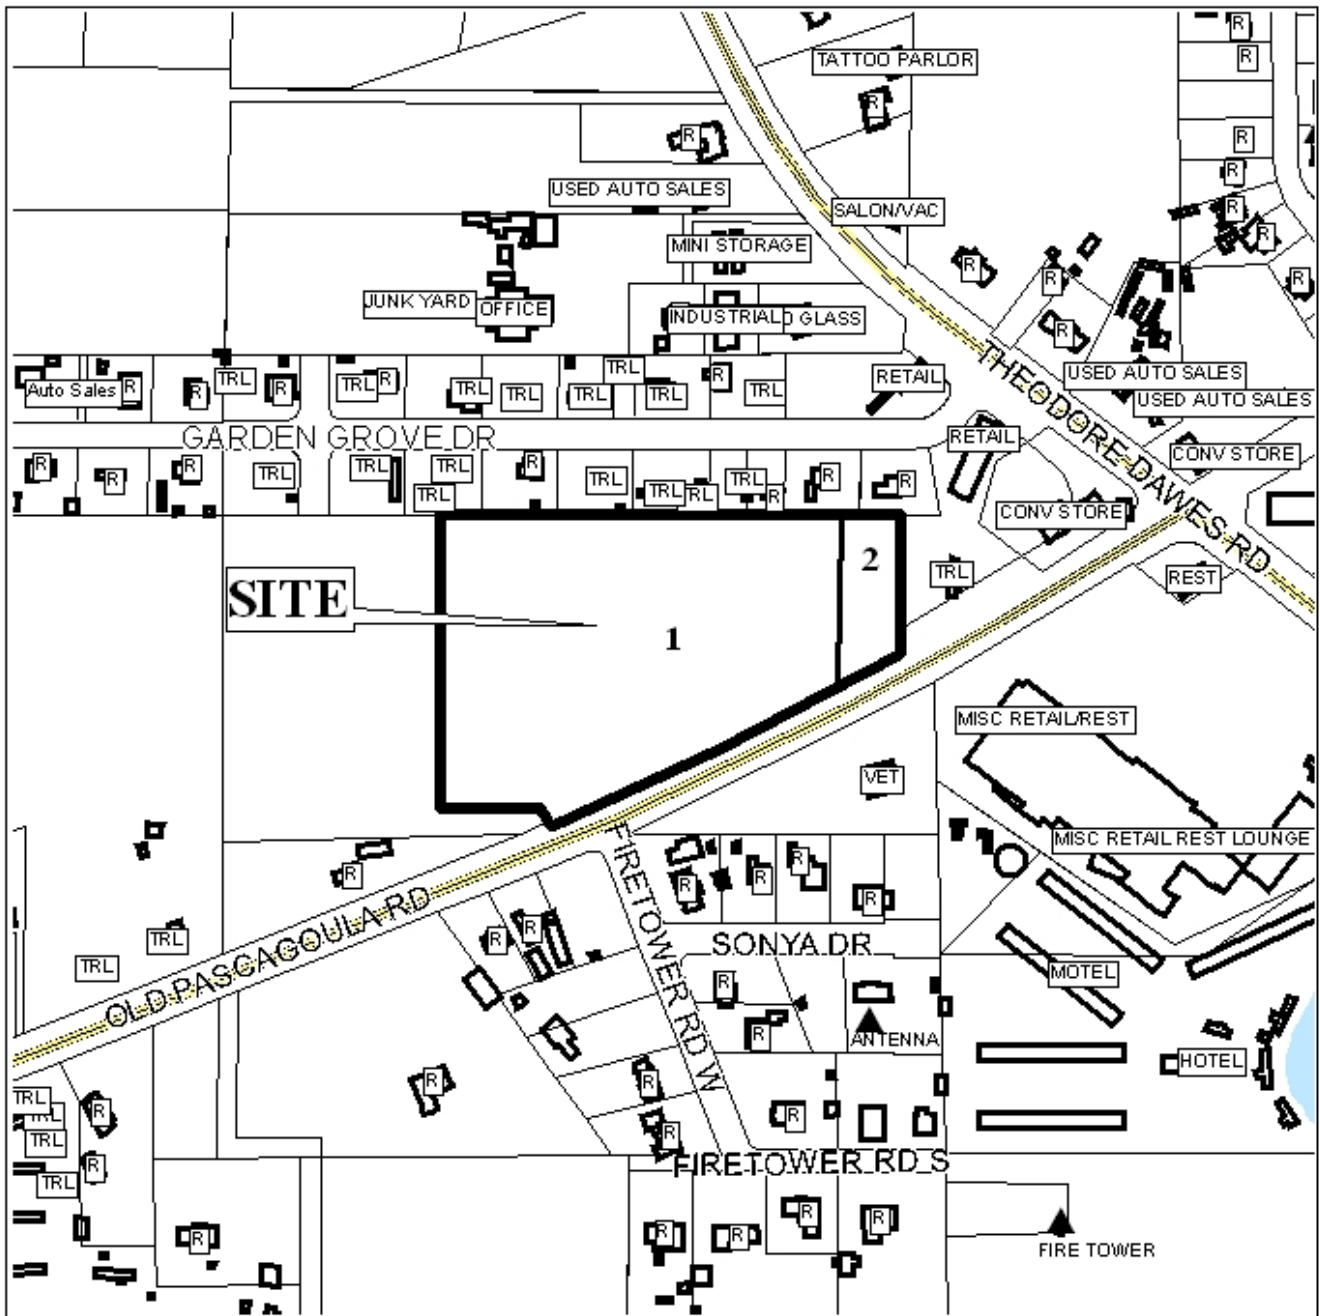 R
R
TATTOO PARLOR
R
R
R
USED AUTO SALES
R
SALON/VAC
R
R
MINI STORAGE
R
R
R
JUNK YARD
OFFICE
INDUSTRIAL
D GLASS
R
THEODORE DAWES RD
Auto Sales
R
R
TRL
R
TRL
R
TRL
TRL
TRL
TRL
TRL
R
TRL
RETAIL
USED AUTO SALES
USED AUTO SALES
GARDEN GROVE DR
RETAIL
CONV STORE
R
R
R
TRL
TRL
TRL
TRL
R
TRL
TRL
TRL
TRL
R
R
R
CONV STORE
SITE
1
2
TRL
REST
MISC RETAIL/REST
VET
MISC RETAIL REST LOUNGE
R
R
R
R
R
OLD PASCAGOULA RD
FIRETOWER RD W
SONYA DR
TRL
TRL
R
R
R
R
ANTENNA
MOTEL
HOTEL
R
R
R
R
TRL
TRL
TRL
TRL
R
R
FIRETOWER RD S
R
R
R
R
R
FIRE TOWER